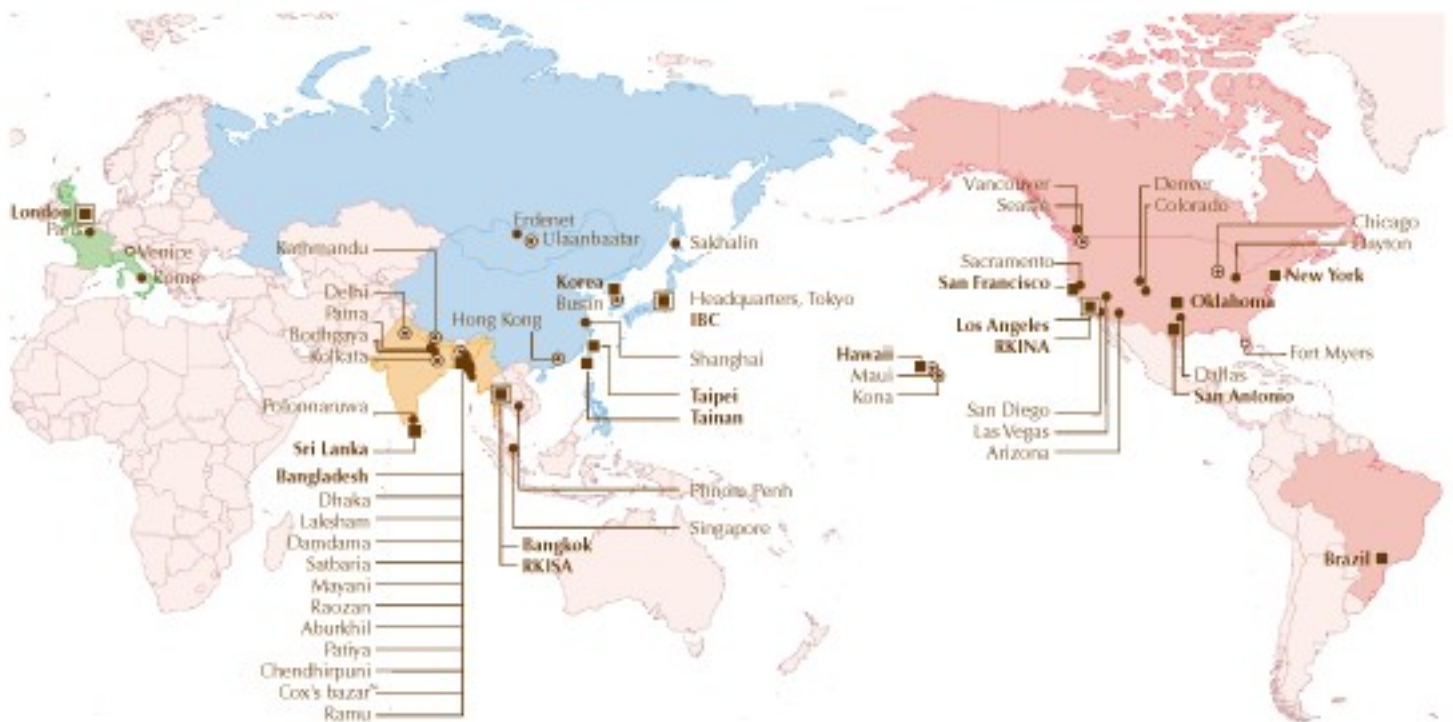 London
Paris
Venice
Rome
Kathmandu
Delhi
Patna
Bodhgaya
Kolkata
Polonnaruwa
Sri Lanka
Bangladesh
Dhaka
Laksham
Damdama
Satbaria
Mayani
Raozan
Aburkhil
Patiya
Chendhirpuni
Cox's bazar
Ramu
Erdenet
Ulaanbaatar
Sakhalin
Korea
Busan
Hong Kong
Headquarters, Tokyo
IBC
Shanghai
Taipei
Tainan
Phnom Penh
Singapore
Bangkok
RKISA
Hawaii
Maui
Kona
Vancouver
Seattle
Sacramento
San Francisco
Los Angeles
RKINA
San Diego
Las Vegas
Arizona
Denver
Colorado
Chicago
Dayton
New York
Oklahoma
Fort Myers
Dallas
San Antonio
Brazil